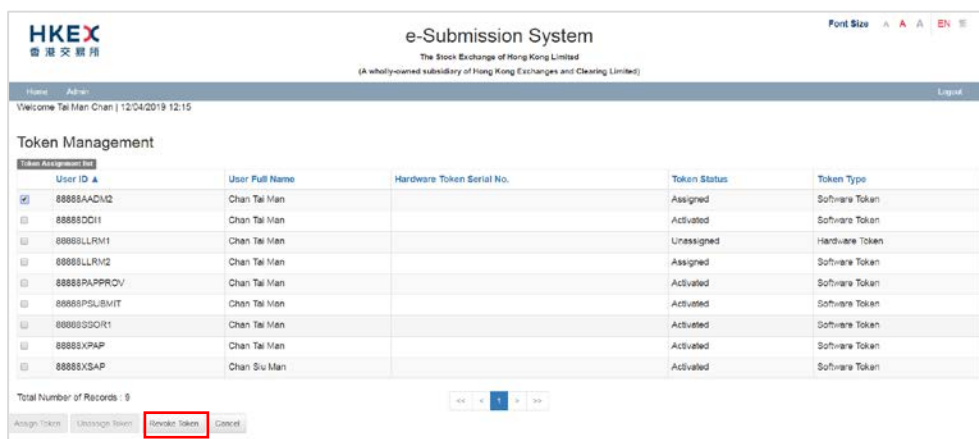 HKEX
香港交易所
e-Submission System
The Stock Exchange of Hong Kong Limited
(A wholly-owned subsidiary of Hong Kong Exchanges and Clearing Limited)
Font Size A A A EN 繁
Home Admin Logout
Welcome Tai Man Chan | 12/04/2019 12:15
Token Management
Token Assignment list
User ID ▲ User Full Name Hardware Token Serial No. Token Status Token Type
88888AADM2 Chan Tai Man Assigned Software Token
88888DDI1 Chan Tai Man Activated Software Token
88888LLRM1 Chan Tai Man Unassigned Hardware Token
88888LLRM2 Chan Tai Man Assigned Software Token
88888PAPPROV Chan Tai Man Activated Software Token
88888PSUBMIT Chan Tai Man Activated Software Token
88888SSOR1 Chan Tai Man Activated Software Token
88888XPAP Chan Tai Man Activated Software Token
88888XSAP Chan Siu Man Activated Software Token
Total Number of Records : 9
<< < 1 > >>
Assign Token Unassign Token Revoke Token Cancel